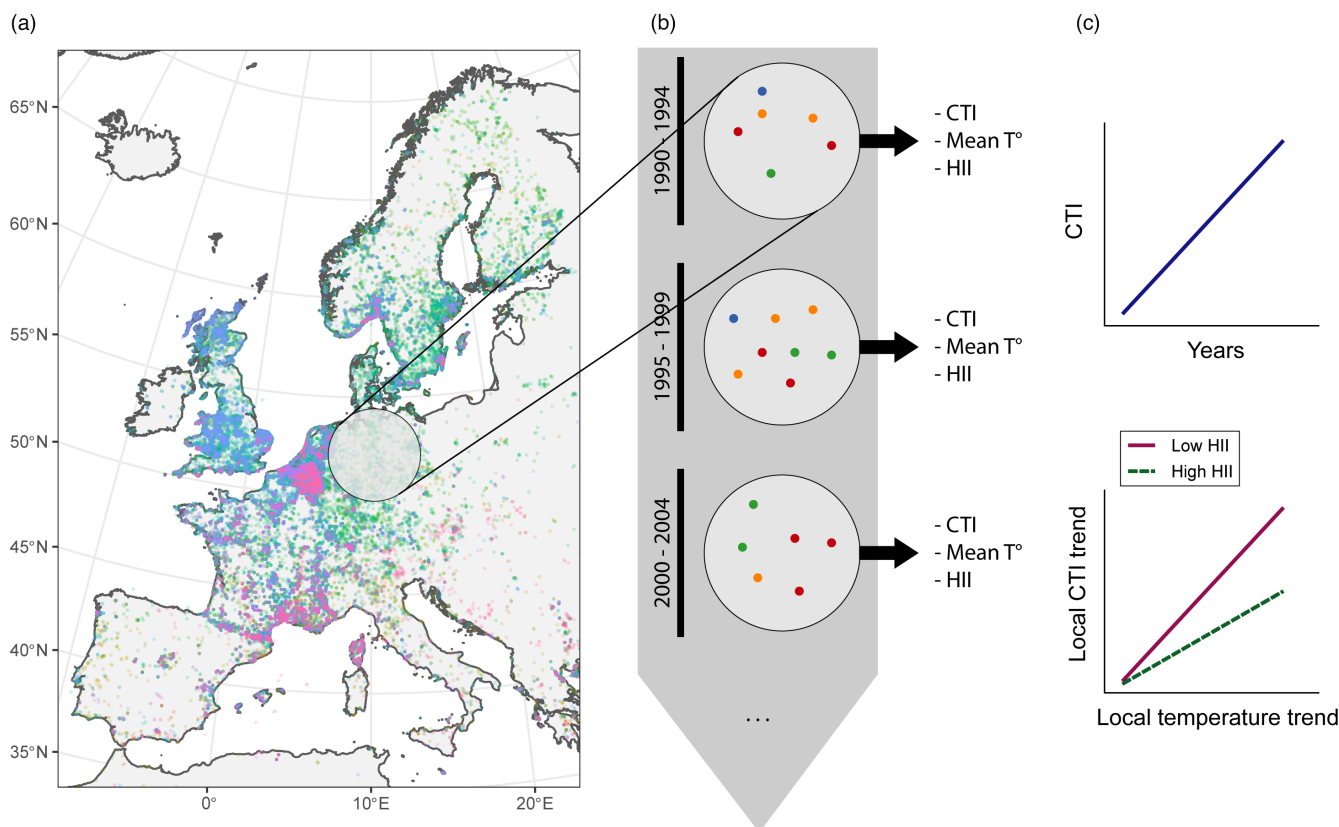 (a)
65°N
60°N
55°N
50°N
45°N
40°N
35°N
0°
10°E
20°E
(b)
1990 - 1994
- CTI
- Mean T°
- HII
1995 - 1999
- CTI
- Mean T°
- HII
2000 - 2004
- CTI
- Mean T°
- HII
...
(c)
CTI
Years
Low HII
High HII
Local CTI trend
Local temperature trend